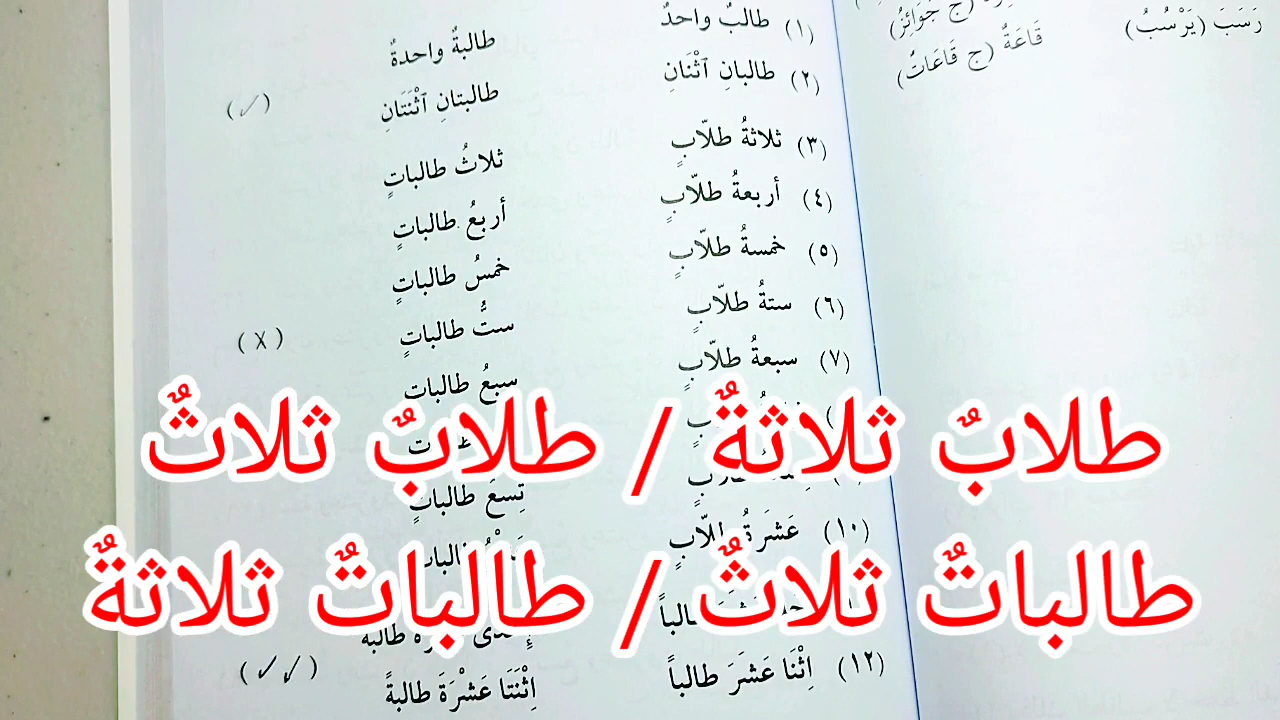 جَوَائِزُ)
رَسَبَ (يَرْسُبُ)
قَاعَةٌ (ج قَاعَاتٌ)
(١) طالبٌ واحدٌ طالبةٌ واحدةٌ
(٢) طالبانِ ٱثْنَانِ طالبتانِ ٱثْنَتَانِ (✓)
(٣) ثلاثةُ طلّابٍ ثلاثُ طالباتٍ
(٤) أربعةُ طلّابٍ أربعُ طالباتٍ
(٥) خمسةُ طلّابٍ خمسُ طالباتٍ
(٦) ستةُ طلّابٍ ستُّ طالباتٍ (X)
(٧) سبعةُ طلّابٍ سبعُ طالباتٍ
طلابٌ ثلاثةٌ / طلابٌ ثلاثٌ
تِسعُ طالباتٍ
(١٠) عَشَرَةُ طلّابٍ
طالباتٌ ثلاثٌ / طالباتٌ ثلاثةٌ
(١٢) اِثْنَا عَشَرَ طالباً اِثْنَتَا عَشْرَةَ طالبةً (✓✓)